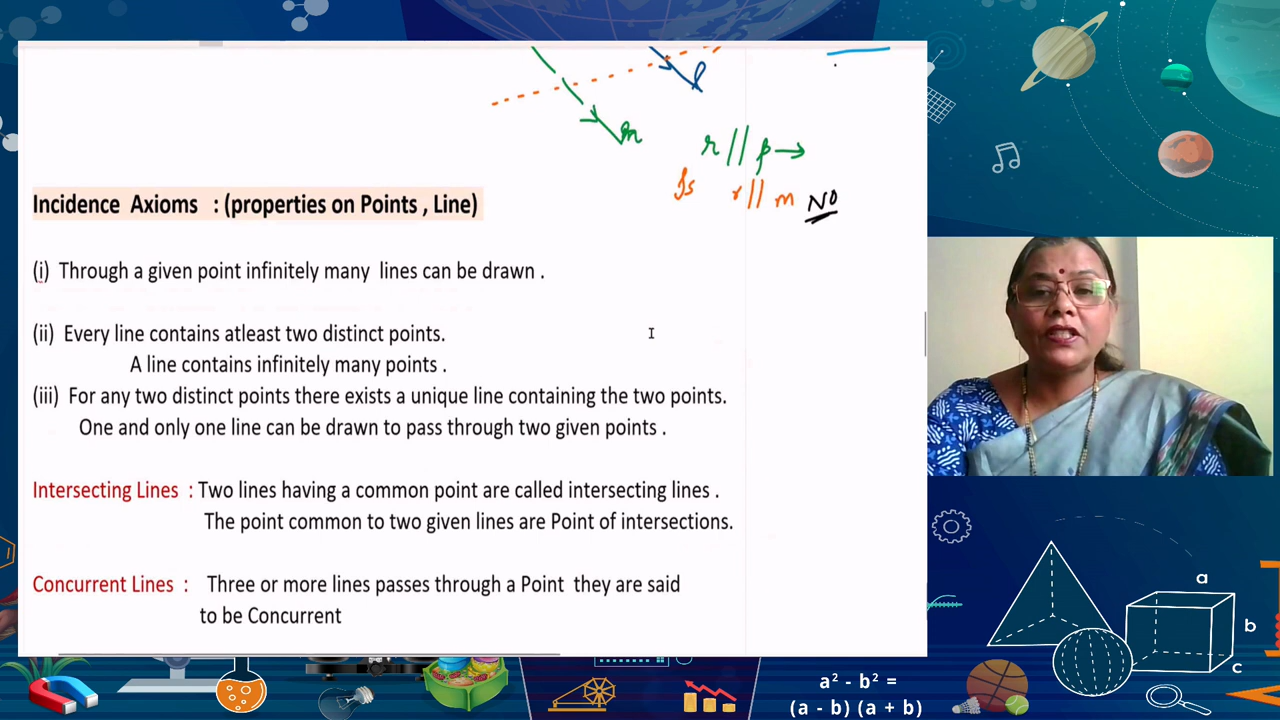 l
m
r // p →
Is r // m NO
Incidence Axioms : (properties on Points , Line)
(i) Through a given point infinitely many lines can be drawn .
(ii) Every line contains atleast two distinct points.
A line contains infinitely many points .
(iii) For any two distinct points there exists a unique line containing the two points.
One and only one line can be drawn to pass through two given points .
Intersecting Lines : Two lines having a common point are called intersecting lines .
The point common to two given lines are Point of intersections.
Concurrent Lines : Three or more lines passes through a Point they are said
to be Concurrent
a
b
c
a² - b² =
(a - b) (a + b)